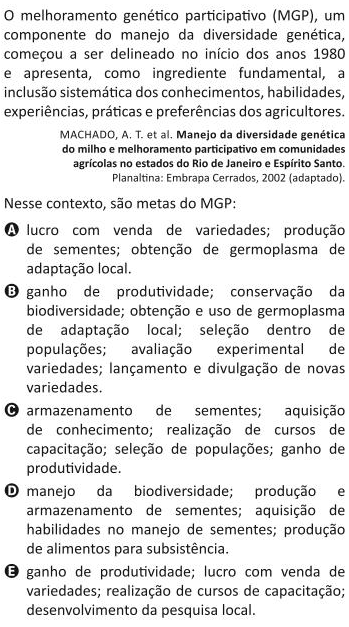 O melhoramento genético participativo (MGP), um
componente do manejo da diversidade genética,
começou a ser delineado no início dos anos 1980
e apresenta, como ingrediente fundamental, a
inclusão sistemática dos conhecimentos, habilidades,
experiências, práticas e preferências dos agricultores.
MACHADO, A. T. et al. Manejo da diversidade genética
do milho e melhoramento participativo em comunidades
agrícolas no estados do Rio de Janeiro e Espírito Santo.
Planaltina: Embrapa Cerrados, 2002 (adaptado).
Nesse contexto, são metas do MGP:
A lucro com venda de variedades; produção
de sementes; obtenção de germoplasma de
adaptação local.
B ganho de produtividade; conservação da
biodiversidade; obtenção e uso de germoplasma
de adaptação local; seleção dentro de
populações; avaliação experimental de
variedades; lançamento e divulgação de novas
variedades.
C armazenamento de sementes; aquisição
de conhecimento; realização de cursos de
capacitação; seleção de populações; ganho de
produtividade.
D manejo da biodiversidade; produção e
armazenamento de sementes; aquisição de
habilidades no manejo de sementes; produção
de alimentos para subsistência.
E ganho de produtividade; lucro com venda de
variedades; realização de cursos de capacitação;
desenvolvimento da pesquisa local.